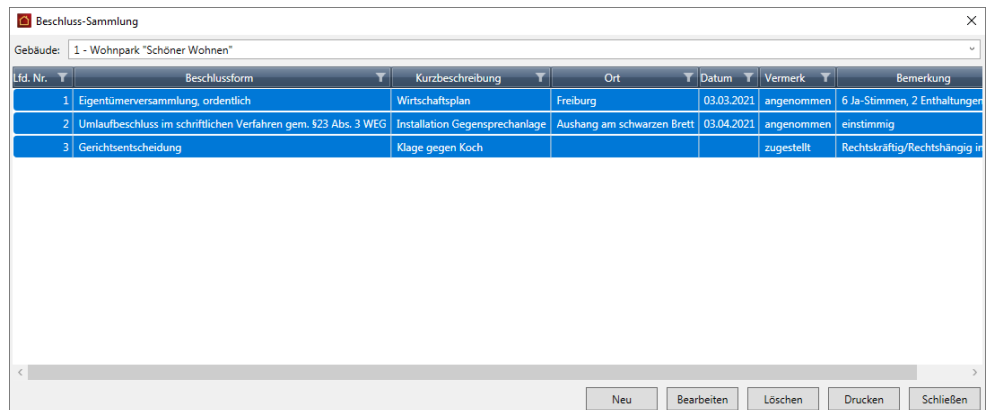 Beschluss-Sammlung
Gebäude: 1 - Wohnpark "Schöner Wohnen"
Lfd. Nr. Beschlussform Kurzbeschreibung Ort Datum Vermerk Bemerkung
1 Eigentümerversammlung, ordentlich Wirtschaftsplan Freiburg 03.03.2021 angenommen 6 Ja-Stimmen, 2 Enthaltungen
2 Umlaufbeschluss im schriftlichen Verfahren gem. §23 Abs. 3 WEG Installation Gegensprechanlage Aushang am schwarzen Brett 03.04.2021 angenommen einstimmig
3 Gerichtsentscheidung Klage gegen Koch zugestellt Rechtskräftig/Rechtshängig in
Neu Bearbeiten Löschen Drucken Schließen